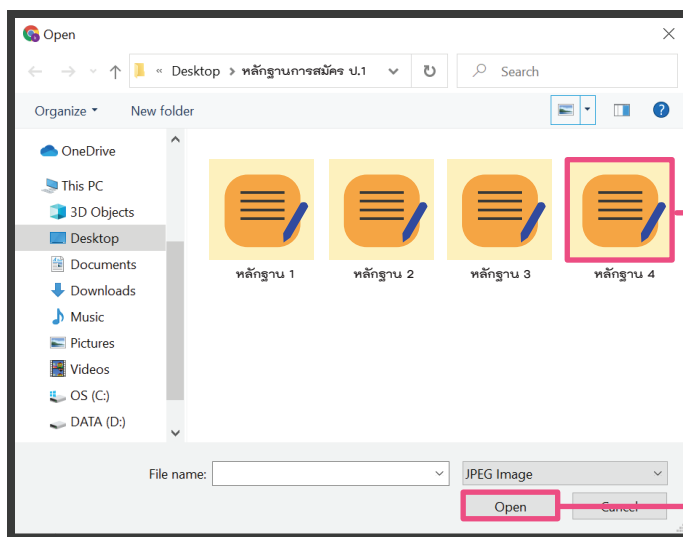 Open
« Desktop › หลักฐานการสมัคร ป.1
Search
Organize
New folder
OneDrive
This PC
3D Objects
Desktop
Documents
Downloads
Music
Pictures
Videos
OS (C:)
DATA (D:)
หลักฐาน 1
หลักฐาน 2
หลักฐาน 3
หลักฐาน 4
File name:
JPEG Image
Open
Cancel